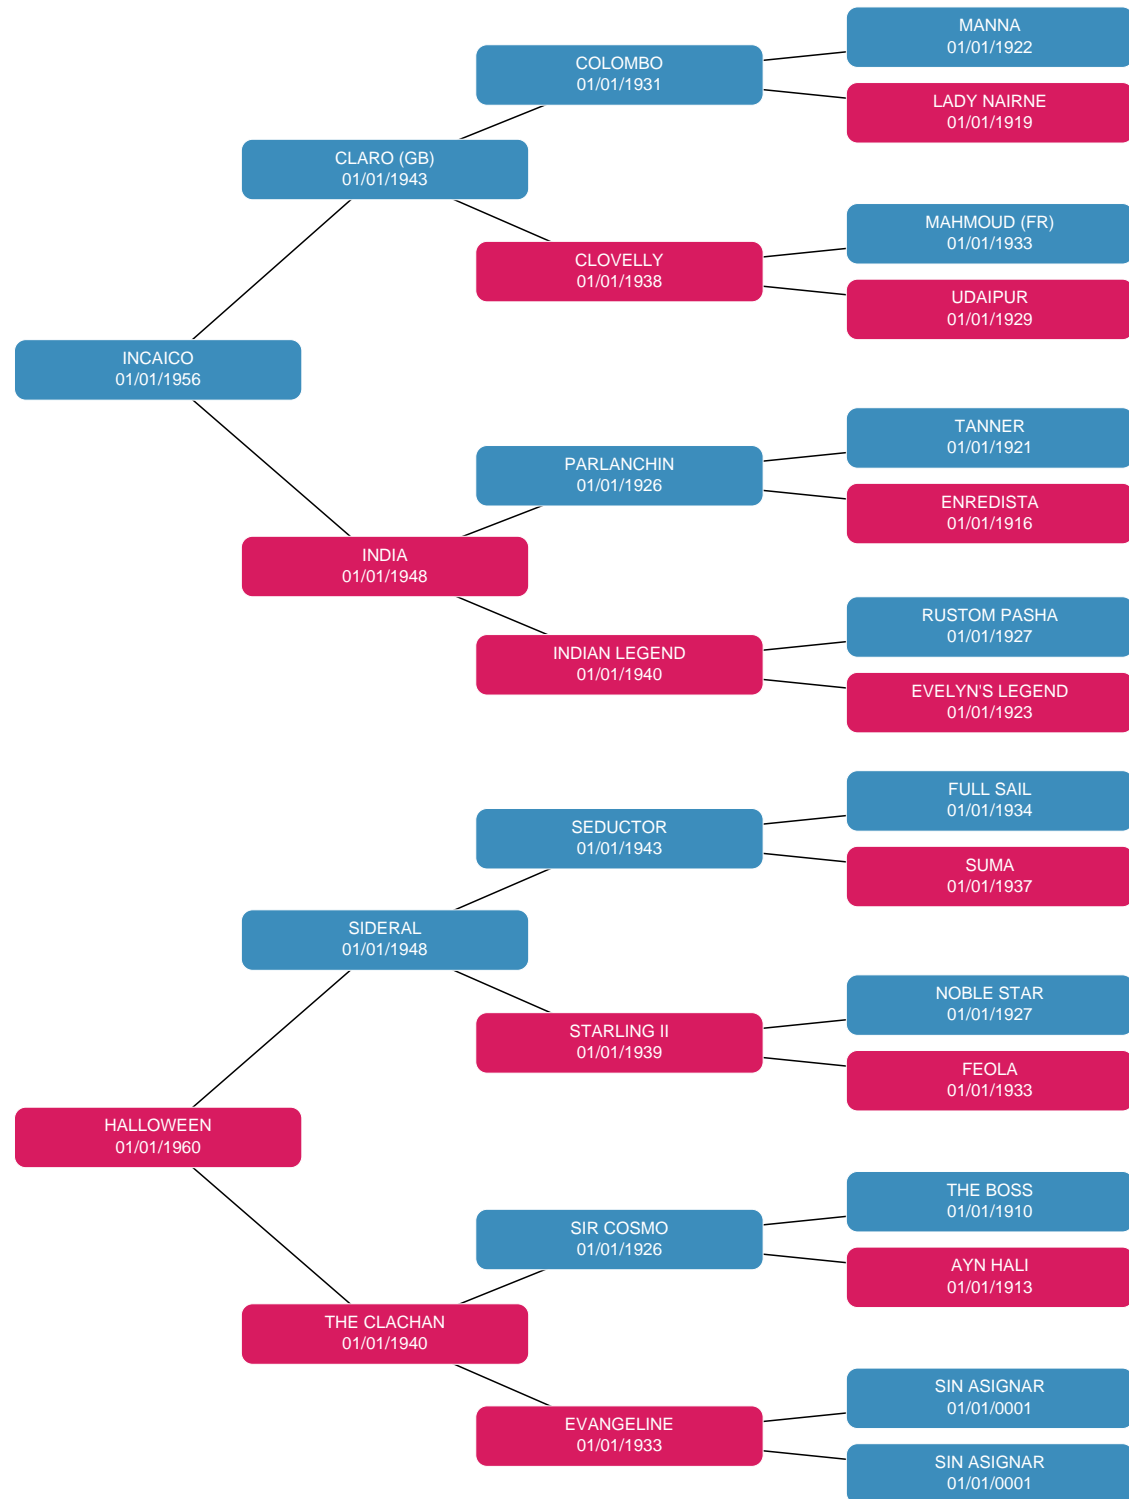 MANNA
01/01/1922
COLOMBO
01/01/1931
LADY NAIRNE
01/01/1919
CLARO (GB)
01/01/1943
MAHMOUD (FR)
01/01/1933
CLOVELLY
01/01/1938
UDAIPUR
01/01/1929
INCAICO
01/01/1956
TANNER
01/01/1921
PARLANCHIN
01/01/1926
ENREDISTA
01/01/1916
INDIA
01/01/1948
RUSTOM PASHA
01/01/1927
INDIAN LEGEND
01/01/1940
EVELYN'S LEGEND
01/01/1923
FULL SAIL
01/01/1934
SEDUCTOR
01/01/1943
SUMA
01/01/1937
SIDERAL
01/01/1948
NOBLE STAR
01/01/1927
STARLING II
01/01/1939
FEOLA
01/01/1933
HALLOWEEN
01/01/1960
THE BOSS
01/01/1910
SIR COSMO
01/01/1926
AYN HALI
01/01/1913
THE CLACHAN
01/01/1940
SIN ASIGNAR
01/01/0001
EVANGELINE
01/01/1933
SIN ASIGNAR
01/01/0001